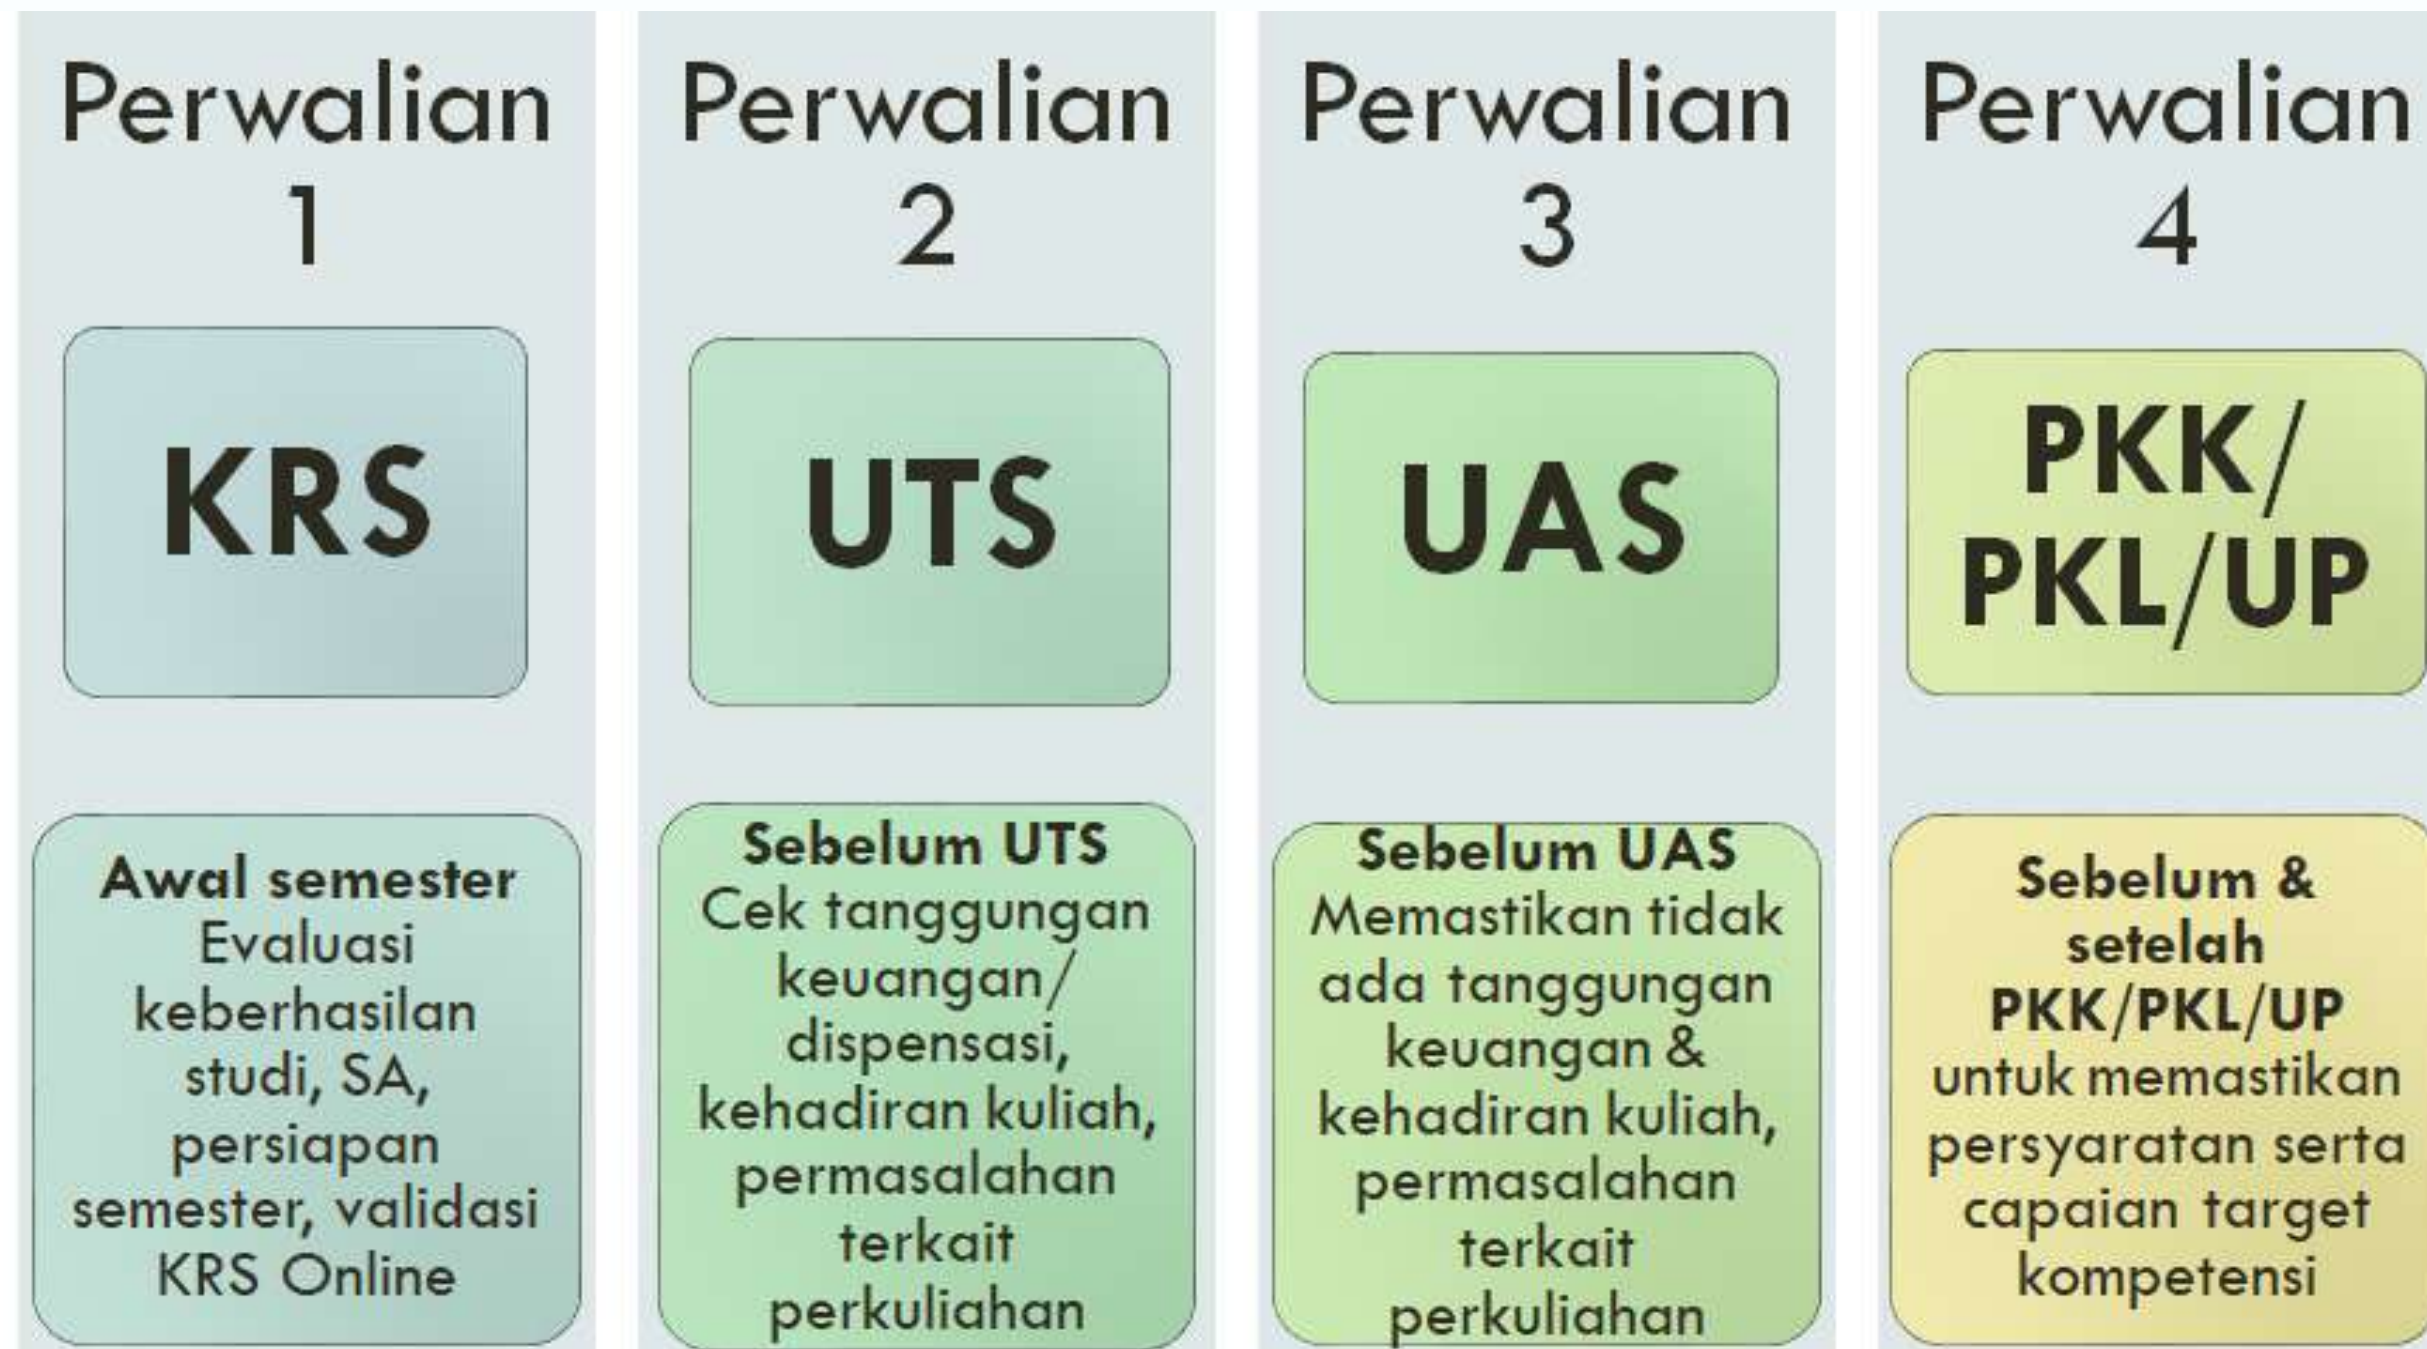 Perwalian
1
KRS
Awal semester
Evaluasi
keberhasilan
studi, SA,
persiapan
semester, validasi
KRS Online
Perwalian
2
UTS
Sebelum UTS
Cek tanggungan
keuangan/
dispensasi,
kehadiran kuliah,
permasalahan
terkait
perkuliahan
Perwalian
3
UAS
Sebelum UAS
Memastikan tidak
ada tanggungan
keuangan &
kehadiran kuliah,
permasalahan
terkait
perkuliahan
Perwalian
4
PKK/
PKL/UP
Sebelum &
setelah
PKK/PKL/UP
untuk memastikan
persyaratan serta
capaian target
kompetensi